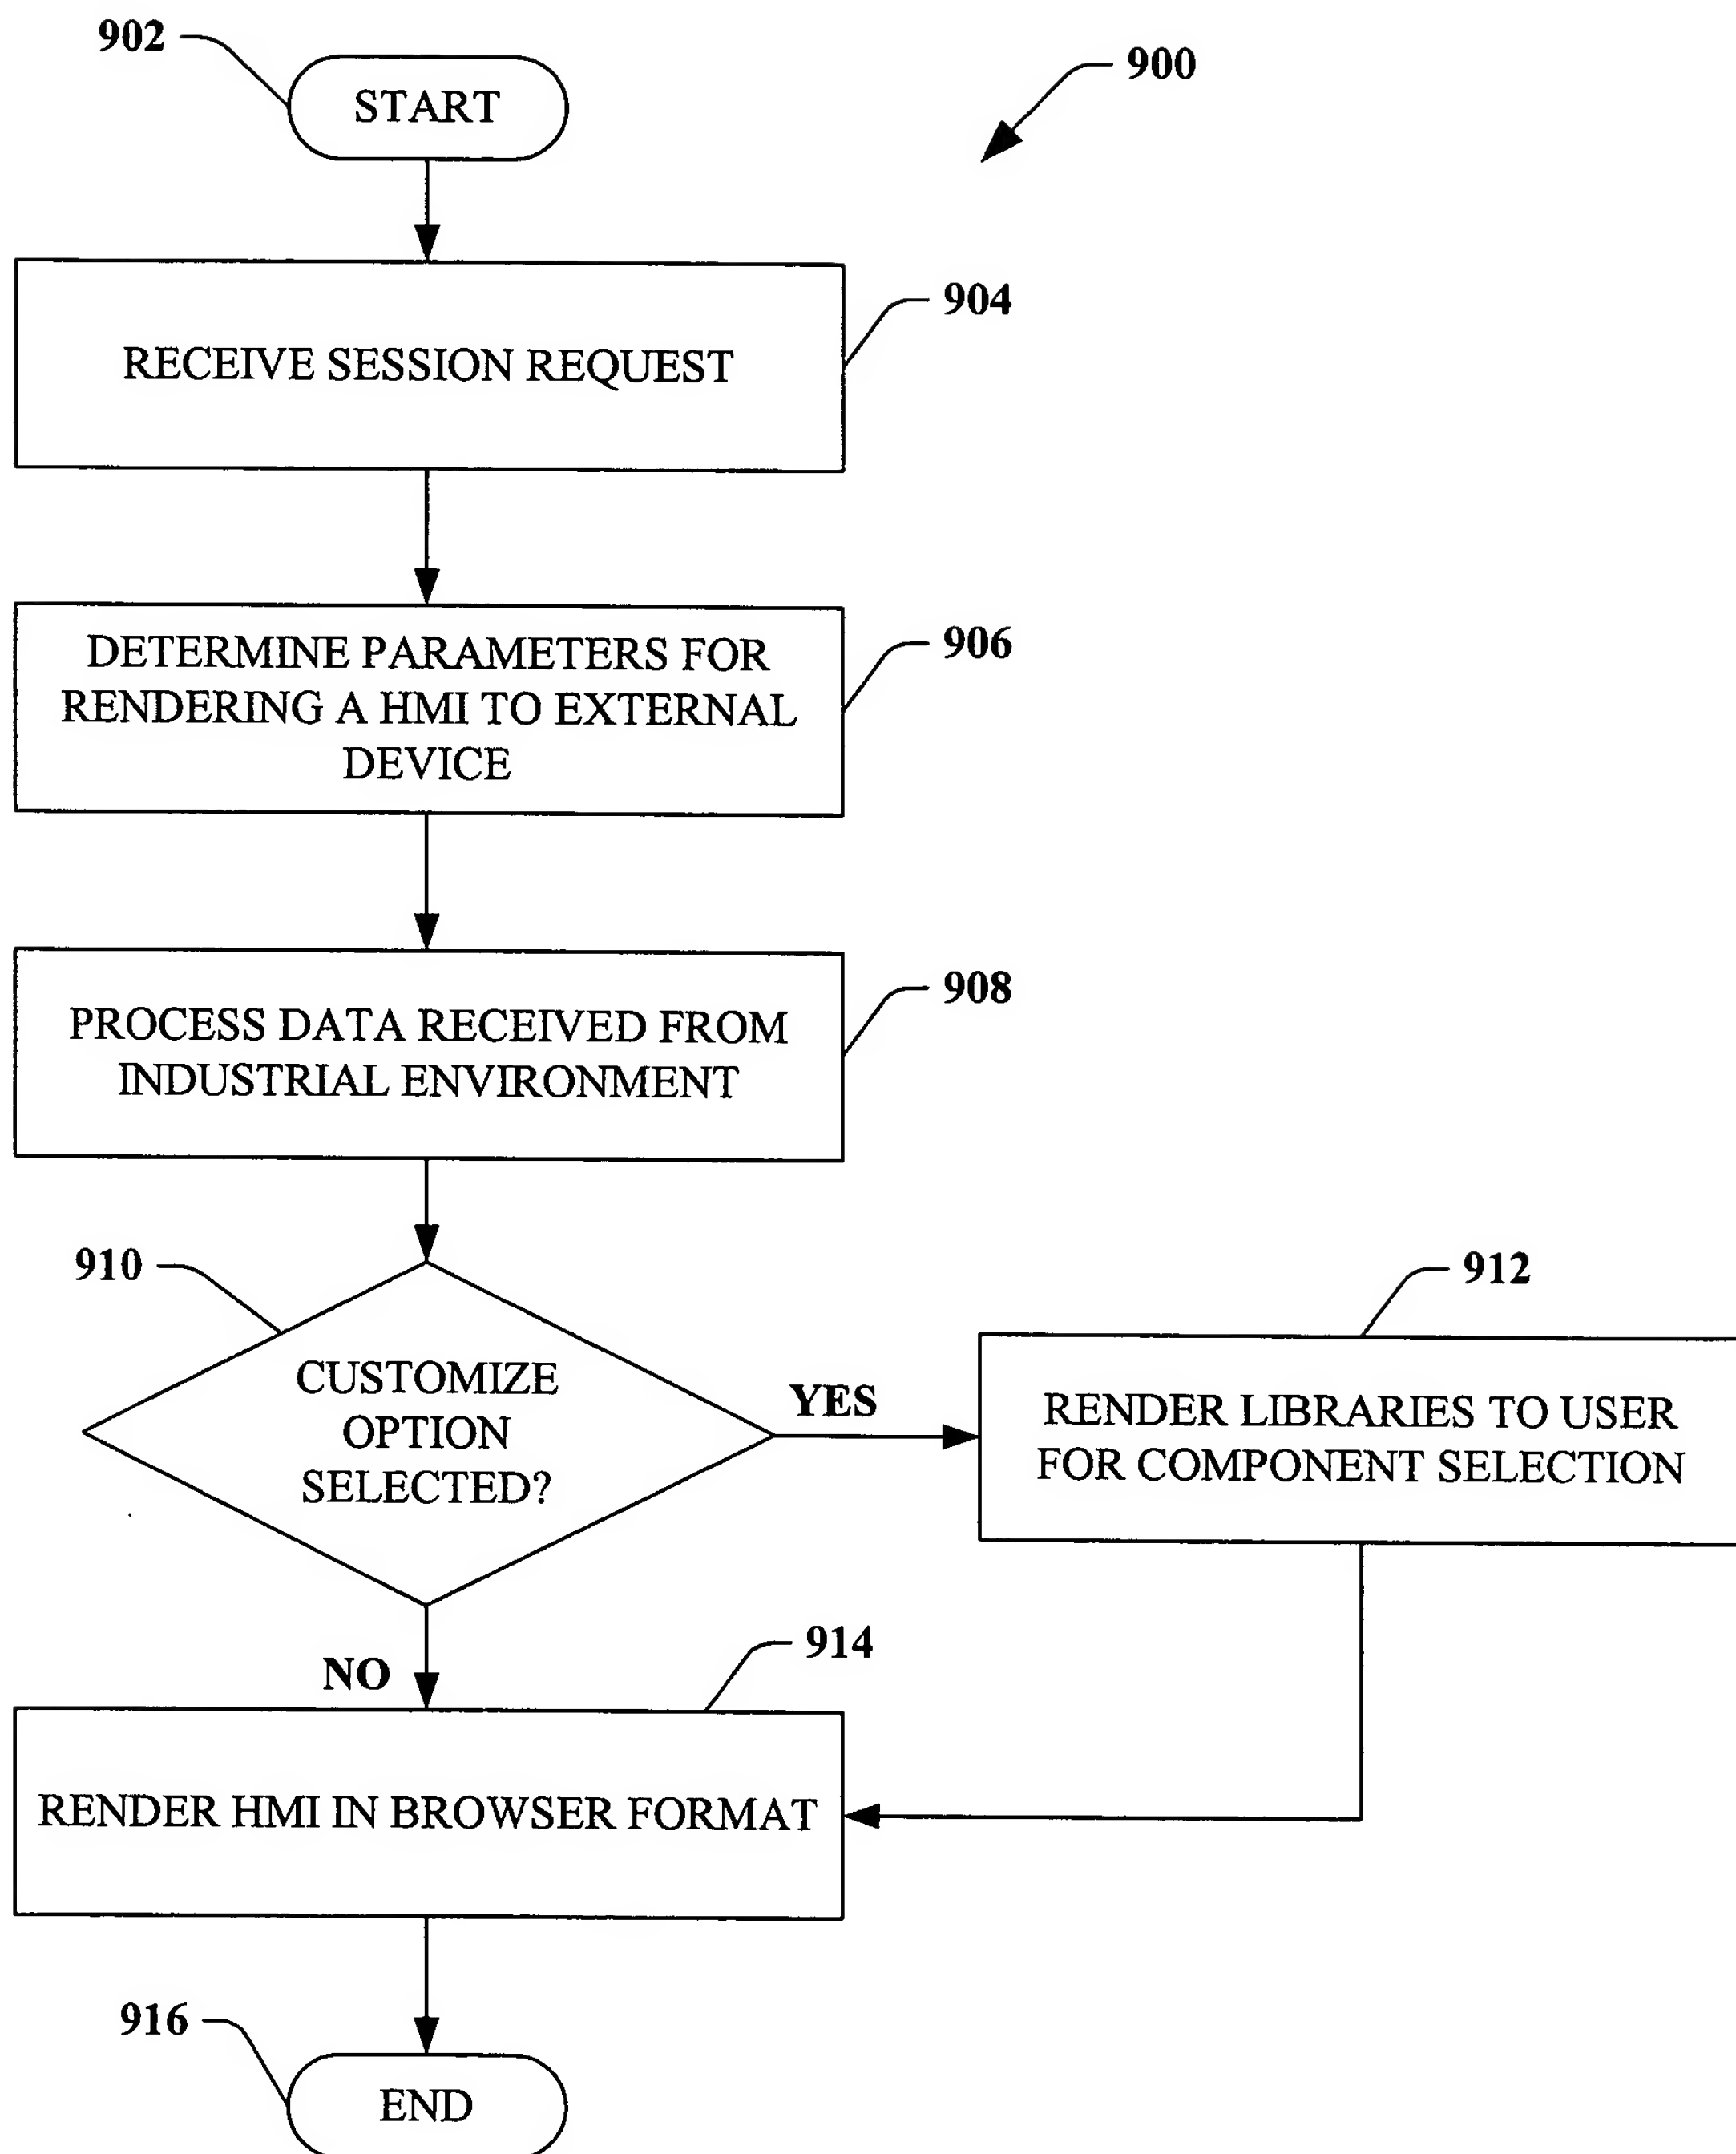 902
START
900
RECEIVE SESSION REQUEST
904
DETERMINE PARAMETERS FOR
RENDERING A HMI TO EXTERNAL
DEVICE
906
PROCESS DATA RECEIVED FROM
INDUSTRIAL ENVIRONMENT
908
910
CUSTOMIZE
OPTION
SELECTED?
YES
912
RENDER LIBRARIES TO USER
FOR COMPONENT SELECTION
NO
914
RENDER HMI IN BROWSER FORMAT
916
END